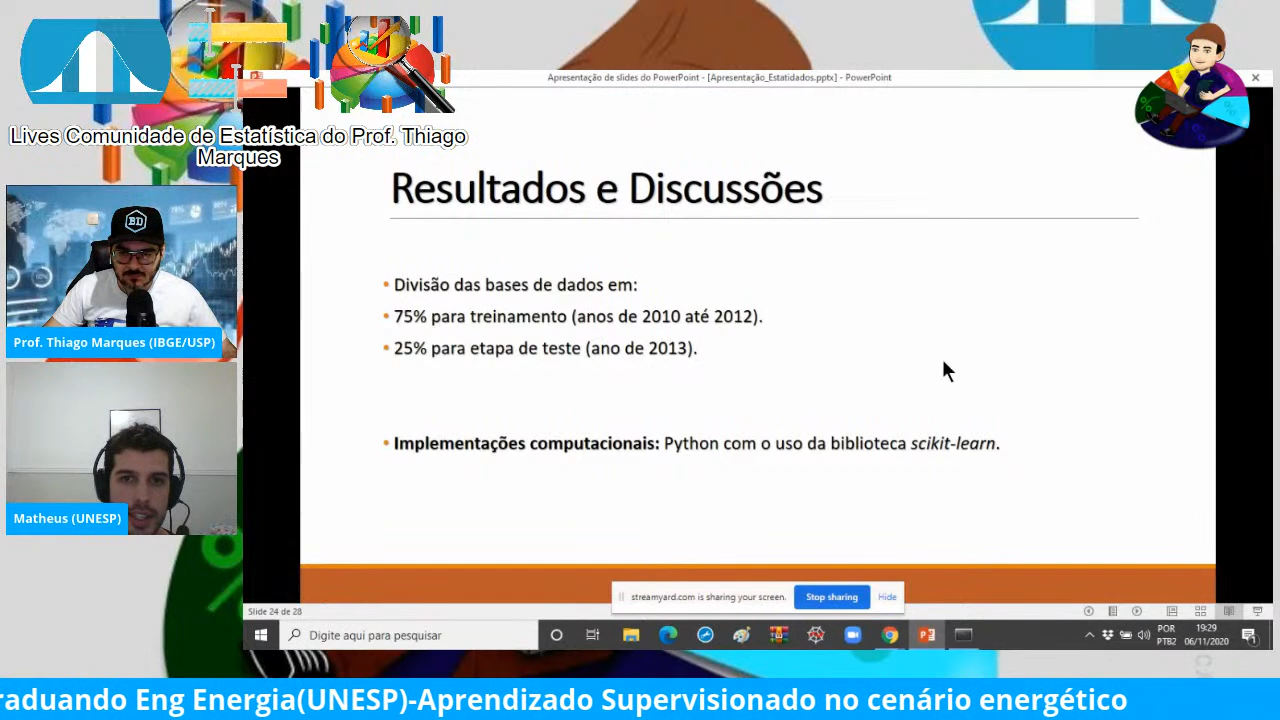 Lives Comunidade de Estatística do Prof. Thiago
Marques
Apresentação de slides do PowerPoint - [Apresentação_Estatidados.pptx] - PowerPoint
Resultados e Discussões
• Divisão das bases de dados em:
• 75% para treinamento (anos de 2010 até 2012).
• 25% para etapa de teste (ano de 2013).
• Implementações computacionais: Python com o uso da biblioteca scikit-learn.
BD
Prof. Thiago Marques (IBGE/USP)
Matheus (UNESP)
streamyard.com is sharing your screen.
Stop sharing
Hide
Slide 24 de 28
Digite aqui para pesquisar
POR
PTB2
19:29
06/11/2020
raduando Eng Energia(UNESP)-Aprendizado Supervisionado no cenário energético